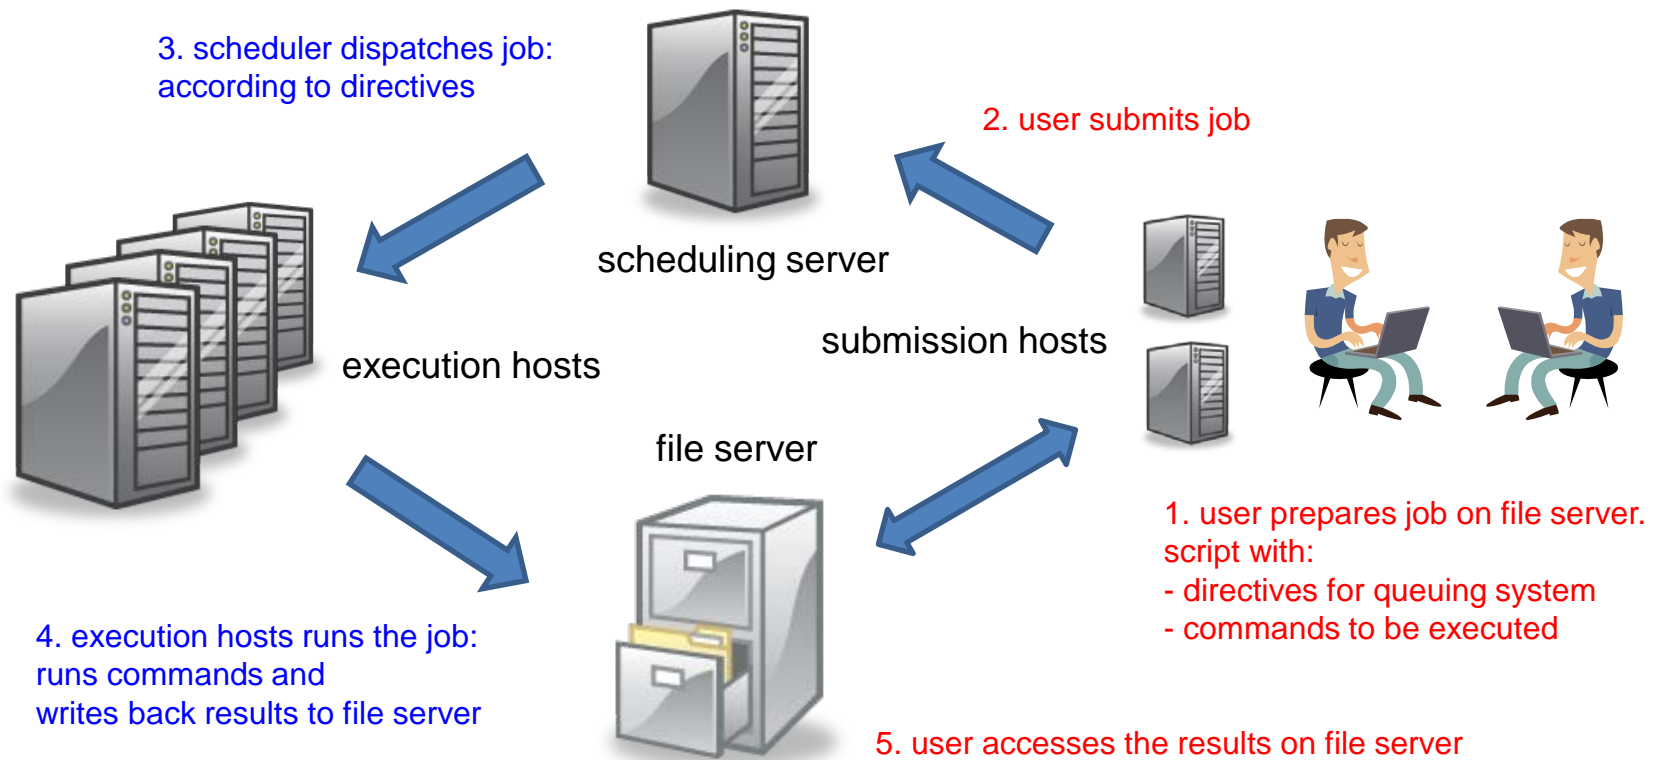 3. scheduler dispatches job:
according to directives
2. user submits job
scheduling server
submission hosts
execution hosts
file server
1. user prepares job on file server.
script with:
- directives for queuing system
- commands to be executed
4. execution hosts runs the job:
runs commands and
writes back results to file server
5. user accesses the results on file server